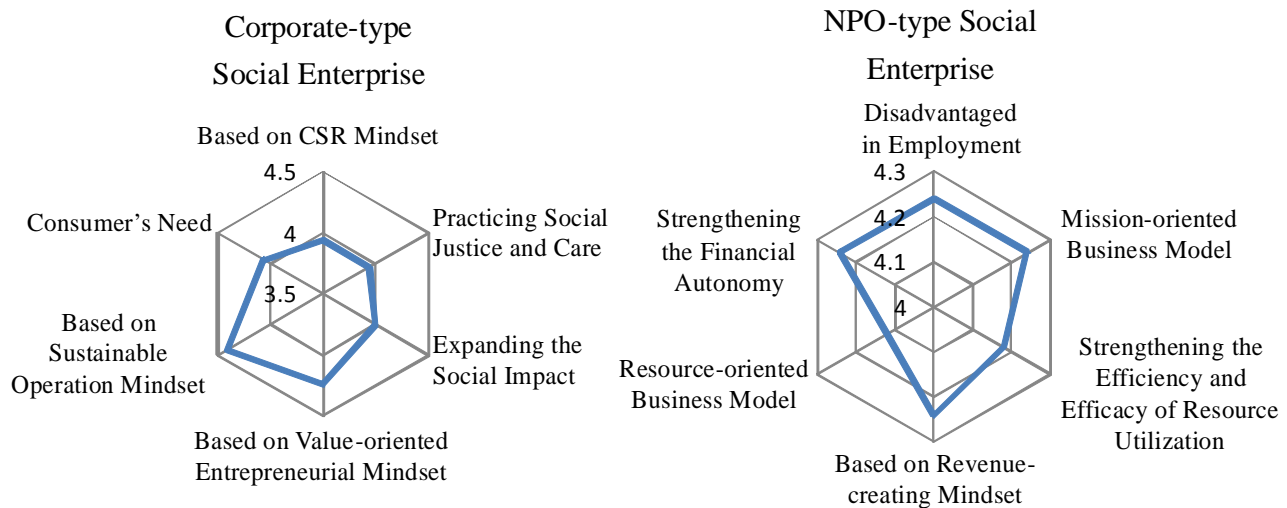 Corporate-type
Social Enterprise
Based on CSR Mindset
4.5
4
3.5
Consumer's Need
Practicing Social
Justice and Care
Based on
Sustainable
Operation Mindset
Expanding the
Social Impact
Based on Value-oriented
Entrepreneurial Mindset
NPO-type Social
Enterprise
Disadvantaged
in Employment
4.3
4.2
4.1
4
Strengthening
the Financial
Autonomy
Mission-oriented
Business Model
Resource-oriented
Business Model
Strengthening the
Efficiency and
Efficacy of Resource
Utilization
Based on Revenue-
creating Mindset